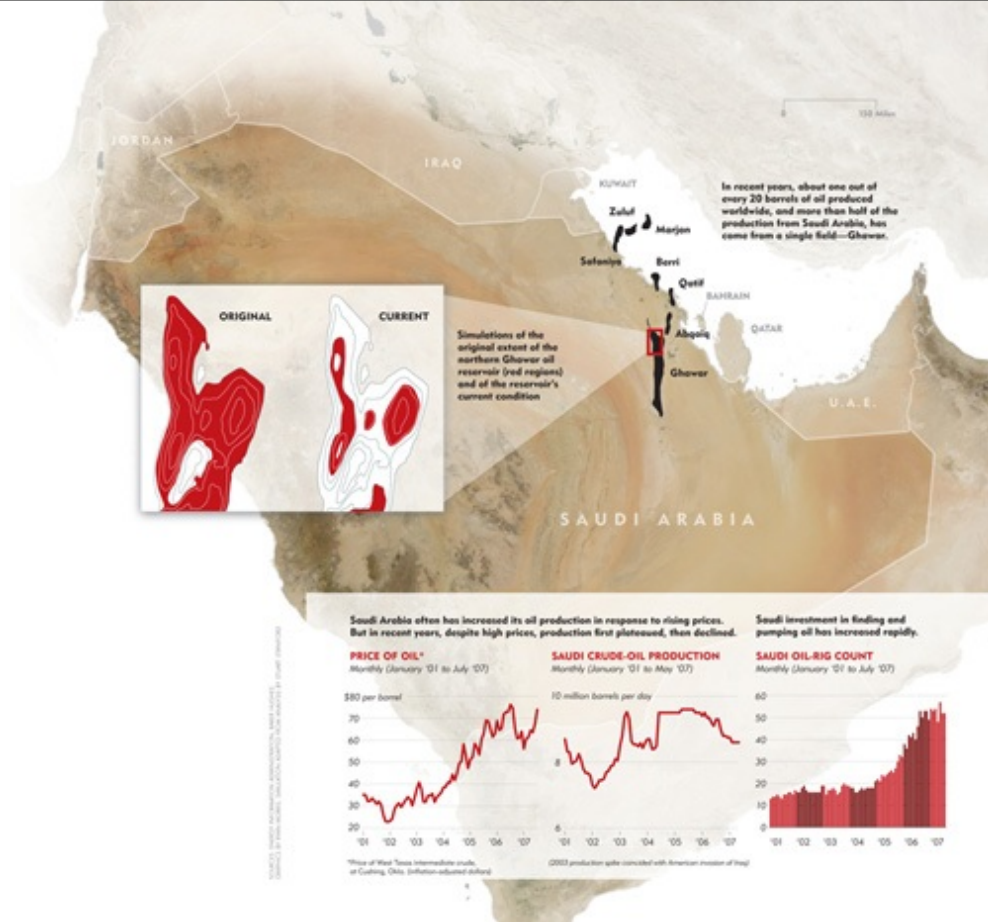 JORDAN
IRAQ
0
150 Miles
KUWAIT
In recent years, about one out of
every 20 barrels of oil produced
worldwide, and more than half of the
production from Saudi Arabia, has
come from a single field—Ghawar.
Zuluf
Marjan
Safaniya
Berri
Qatif
BAHRAIN
QATAR
Abqaiq
Ghawar
U.A.E.
SAUDI ARABIA
ORIGINAL
CURRENT
Simulations of the
original extent of the
northern Ghawar oil
reservoir (red regions)
and of the reservoir's
current condition
Saudi Arabia often has increased its oil production in response to rising prices.
But in recent years, despite high prices, production first plateaued, then declined.
PRICE OF OIL*
Monthly (January '01 to July '07)
$80 per barrel
70
60
50
40
30
20
'01 '02 '03 '04 '05 '06 '07
*Price of West Texas intermediate crude,
at Cushing, Okla. (inflation-adjusted dollars)
SAUDI CRUDE-OIL PRODUCTION
Monthly (January '01 to May '07)
10 million barrels per day
8
6
'01 '02 '03 '04 '05 '06 '07
(2003 production spike coincided with American invasion of Iraq)
Saudi investment in finding and
pumping oil has increased rapidly.
SAUDI OIL-RIG COUNT
Monthly (January '01 to July '07)
60
50
40
30
20
10
0
'01 '02 '03 '04 '05 '06 '07